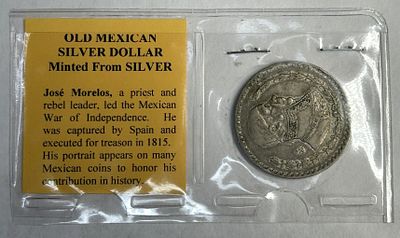 OLD MEXICAN
SILVER DOLLAR
Minted From SILVER
José Morelos, a priest and
rebel leader, led the Mexican
War of Independence. He
was captured by Spain and
executed for treason in 1815.
His portrait appears on many
Mexican coins to honor his
contribution in history.